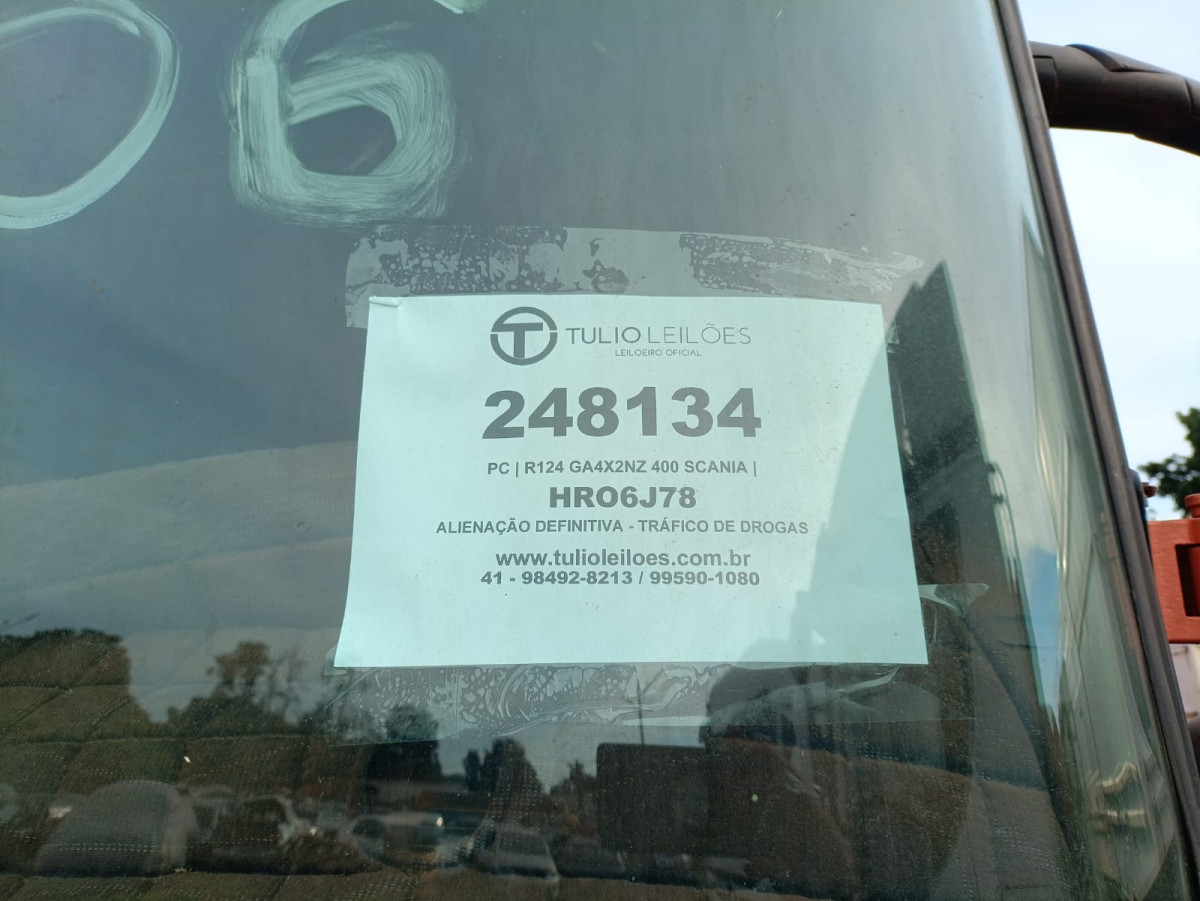 06
TULIO LEILÕES
LEILOEIRO OFICIAL
248134
PC | R124 GA4X2NZ 400 SCANIA |
HRO6J78
ALIENAÇÃO DEFINITIVA - TRÁFICO DE DROGAS
www.tulioleiloes.com.br
41 - 98492-8213 / 99590-1080